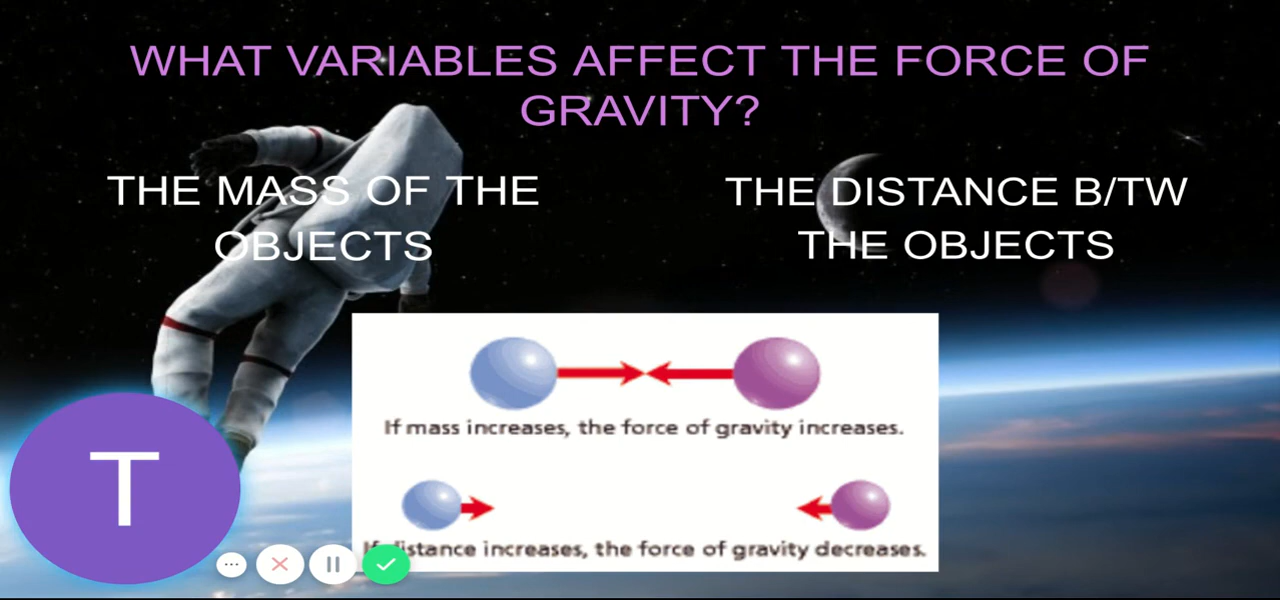 WHAT VARIABLES AFFECT THE FORCE OF
GRAVITY?
THE MASS OF THE
OBJECTS
THE DISTANCE B/TW
THE OBJECTS
If mass increases, the force of gravity increases.
If distance increases, the force of gravity decreases.
T